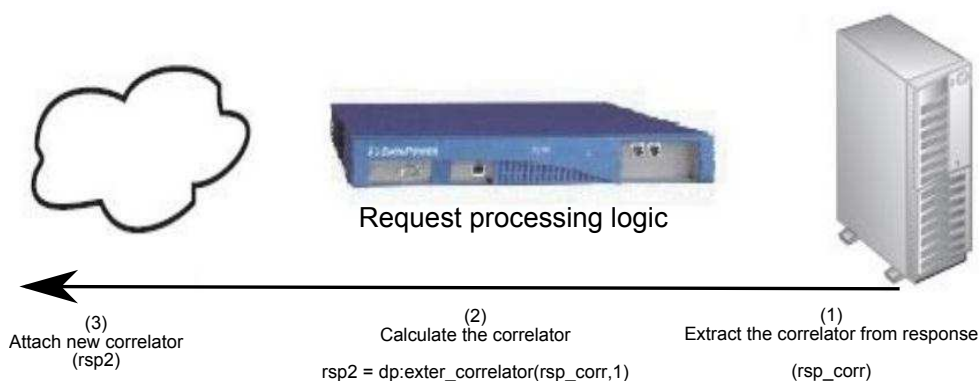 DATAPOWER
Request processing logic
(3)
Attach new correlator
(rsp2)
(2)
Calculate the correlator
rsp2 = dp:exter_correlator(rsp_corr,1)
(1)
Extract the correlator from response
(rsp_corr)